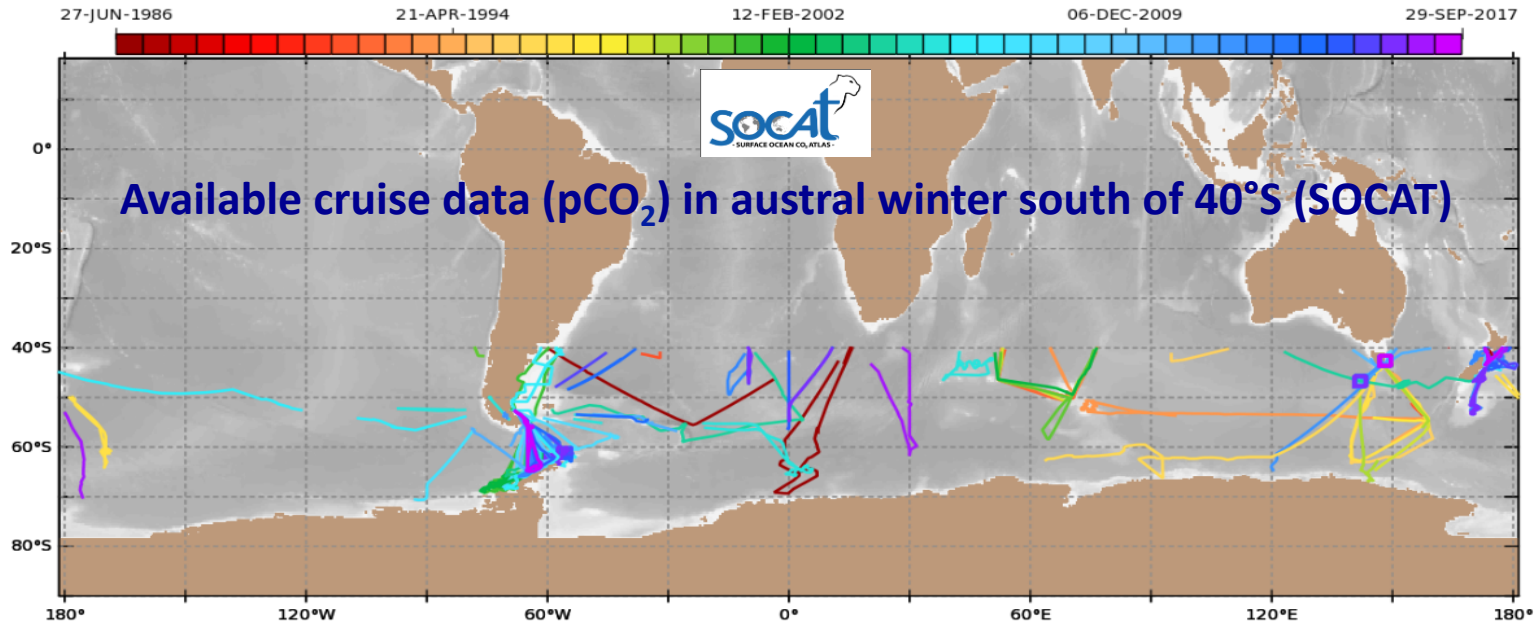 27-JUN-1986 21-APR-1994 12-FEB-2002 06-DEC-2009 29-SEP-2017
SOCAt
- SURFACE OCEAN CO₂ ATLAS -
0°
Available cruise data (pCO₂) in austral winter south of 40°S (SOCAT)
20°S
40°S
60°S
80°S
180° 120°W 60°W 0° 60°E 120°E 180°